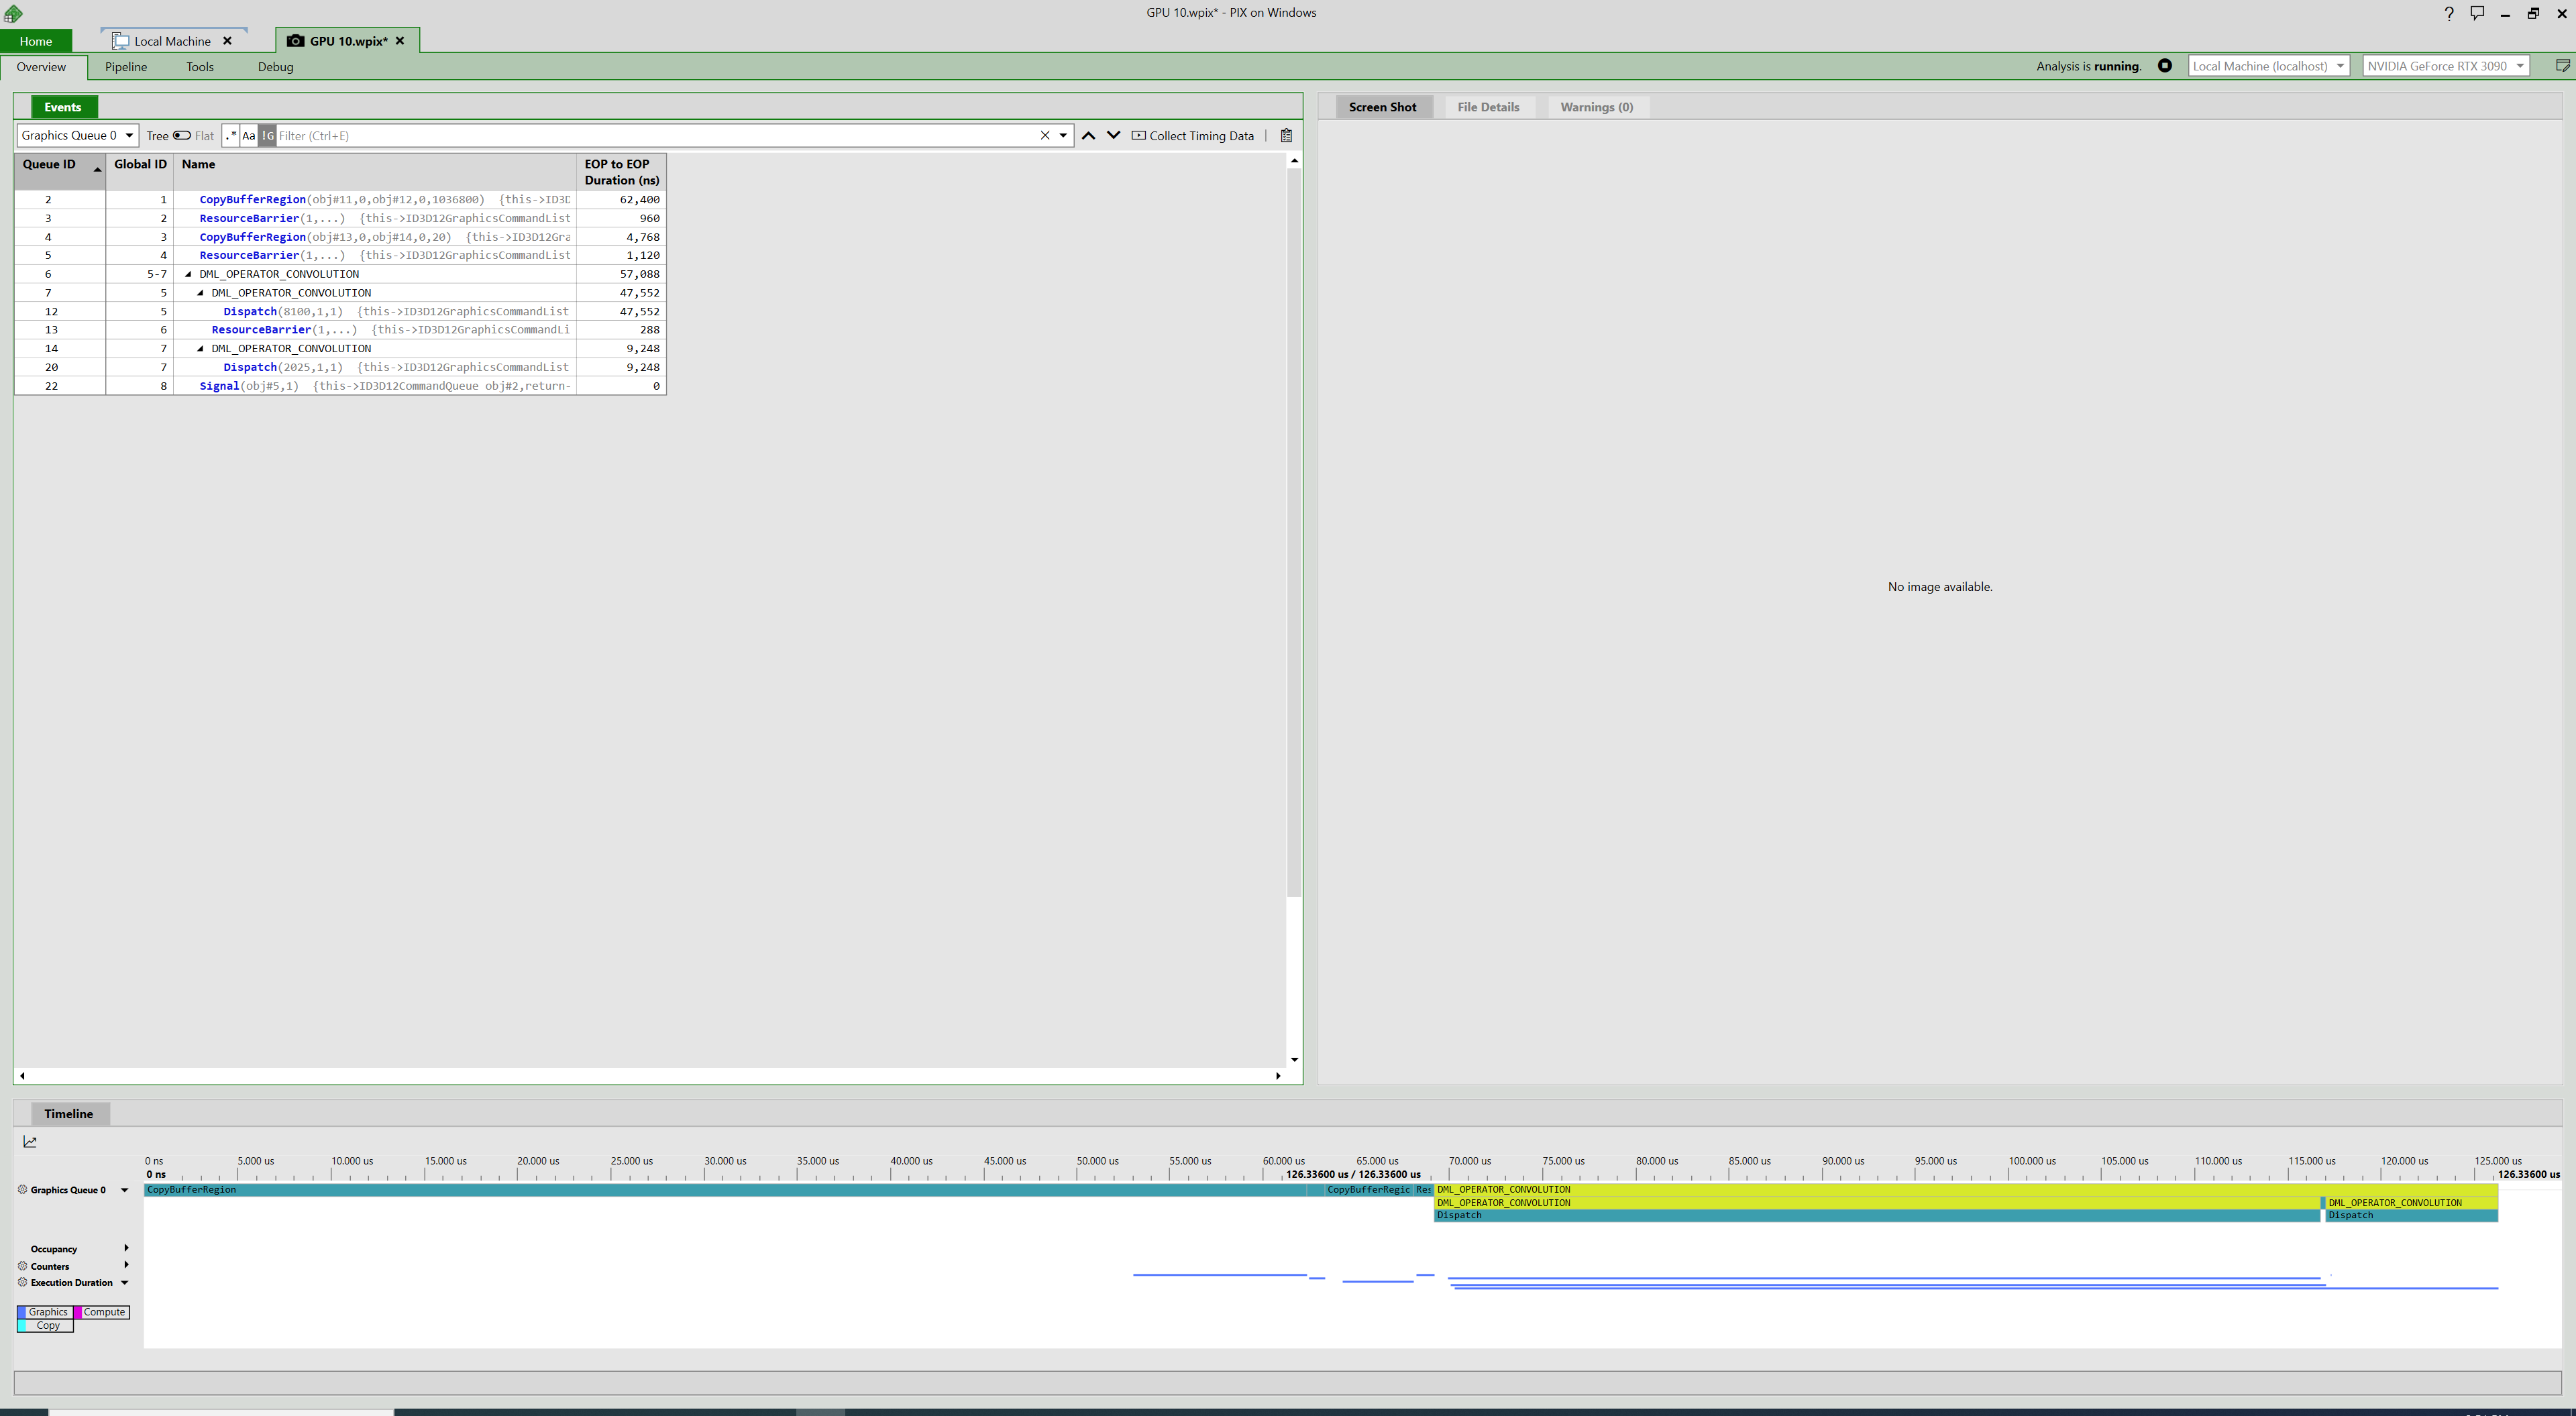 GPU 10.wpix* - PIX on Windows
Home Local Machine GPU 10.wpix*
Overview Pipeline Tools Debug Analysis is running. Local Machine (localhost) NVIDIA GeForce RTX 3090
Events
Graphics Queue 0 Tree Flat .* Aa !G Filter (Ctrl+E) Collect Timing Data
Queue ID Global ID Name EOP to EOP Duration (ns)
2 1 CopyBufferRegion(obj#11,0,obj#12,0,1036800) {this->ID3D 62,400
3 2 ResourceBarrier(1,...) {this->ID3D12GraphicsCommandList 960
4 3 CopyBufferRegion(obj#13,0,obj#14,0,20) {this->ID3D12Gra 4,768
5 4 ResourceBarrier(1,...) {this->ID3D12GraphicsCommandList 1,120
6 5-7 DML_OPERATOR_CONVOLUTION 57,088
7 5 DML_OPERATOR_CONVOLUTION 47,552
12 5 Dispatch(8100,1,1) {this->ID3D12GraphicsCommandList 47,552
13 6 ResourceBarrier(1,...) {this->ID3D12GraphicsCommandLi 288
14 7 DML_OPERATOR_CONVOLUTION 9,248
20 7 Dispatch(2025,1,1) {this->ID3D12GraphicsCommandList 9,248
22 8 Signal(obj#5,1) {this->ID3D12CommandQueue obj#2,return- 0
Screen Shot File Details Warnings (0)
No image available.
Timeline
0 ns 5.000 us 10.000 us 15.000 us 20.000 us 25.000 us 30.000 us 35.000 us 40.000 us 45.000 us 50.000 us 55.000 us 60.000 us 65.000 us 70.000 us 75.000 us 80.000 us 85.000 us 90.000 us 95.000 us 100.000 us 105.000 us 110.000 us 115.000 us 120.000 us 125.000 us
0 ns 126.33600 us / 126.33600 us 126.33600 us
Graphics Queue 0 CopyBufferRegion CopyBufferRegic Res DML_OPERATOR_CONVOLUTION
DML_OPERATOR_CONVOLUTION DML_OPERATOR_CONVOLUTION
Dispatch Dispatch
Occupancy
Counters
Execution Duration
Graphics Compute
Copy